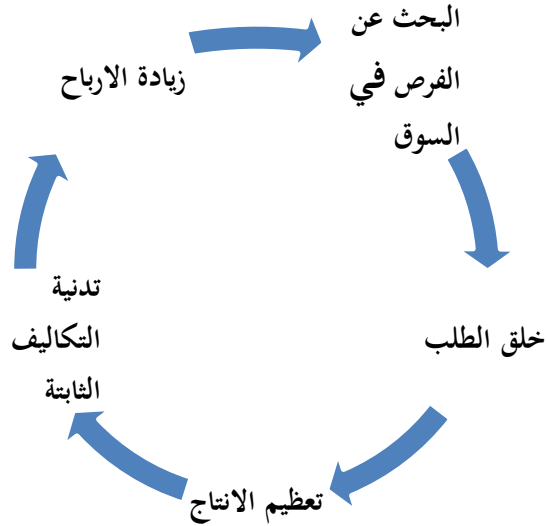 البحث عن
الفرص في
السوق
خلق الطلب
تعظيم الانتاج
تدنية
التكاليف
الثابتة
زيادة الارباح